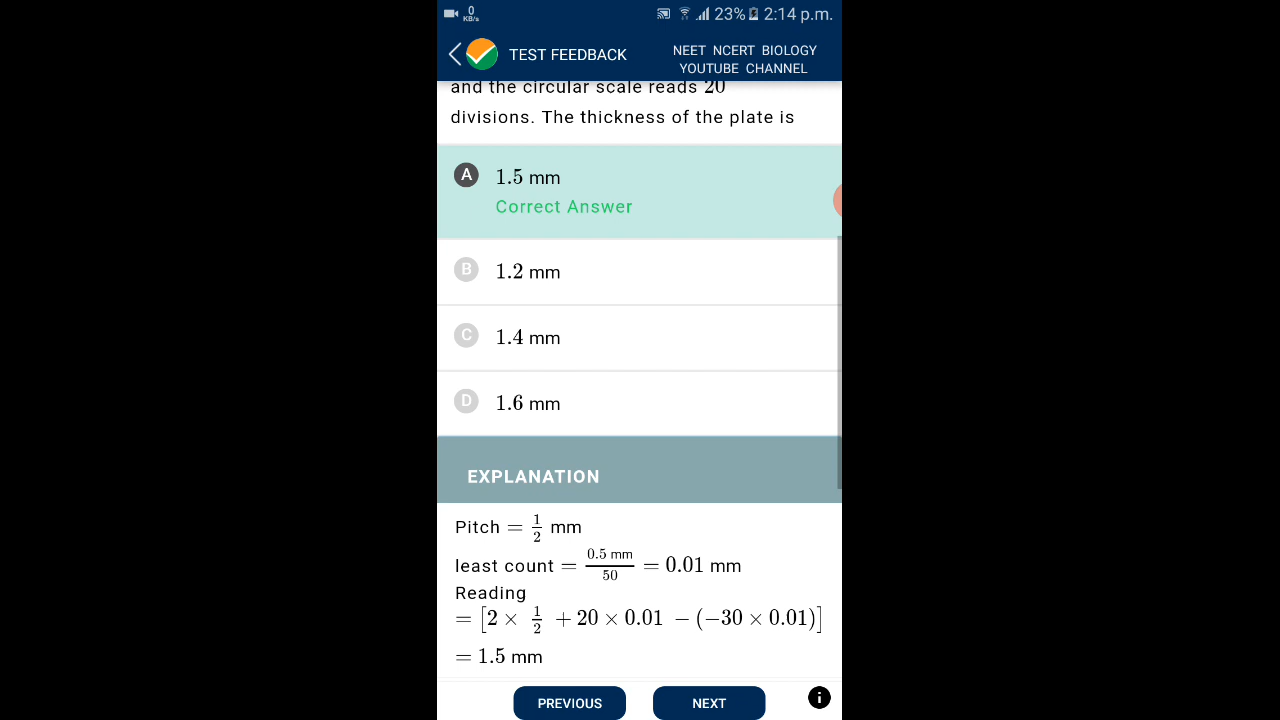 0 KB/s 23% 2:14 p.m.
TEST FEEDBACK
NEET NCERT BIOLOGY
YOUTUBE CHANNEL
and the circular scale reads 20
divisions. The thickness of the plate is
A 1.5 mm
Correct Answer
B 1.2 mm
C 1.4 mm
D 1.6 mm
EXPLANATION
Pitch = 1/2 mm
least count = 0.5 mm/50 = 0.01 mm
Reading
= [2 × 1/2 + 20 × 0.01 − (−30 × 0.01)]
= 1.5 mm
PREVIOUS NEXT i